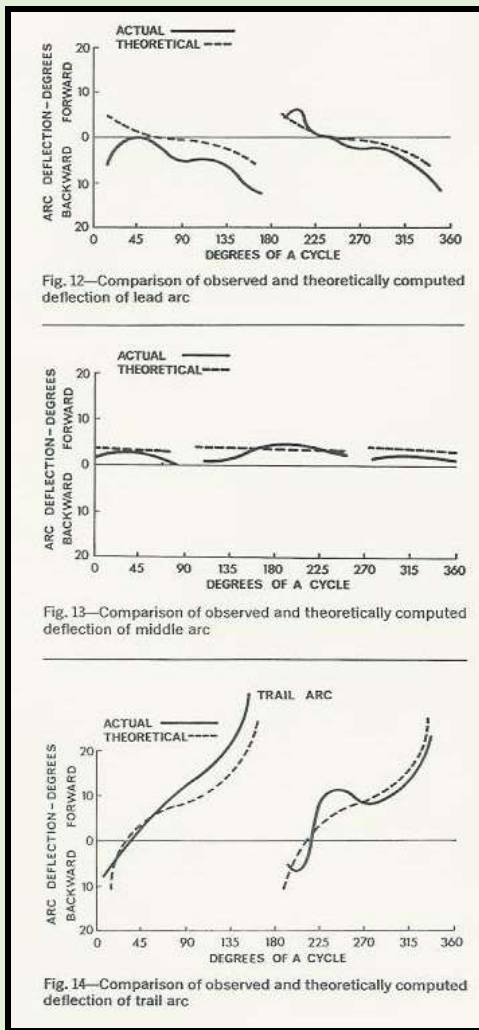 ACTUAL
THEORETICAL
ARC DEFLECTION-DEGREES
BACKWARD FORWARD
20
10
0
10
20
0 45 90 135 180 225 270 315 360
DEGREES OF A CYCLE
Fig. 12—Comparison of observed and theoretically computed
deflection of lead arc
ACTUAL
THEORETICAL
ARC DEFLECTION-DEGREES
BACKWARD FORWARD
20
10
0
10
20
0 45 90 135 180 225 270 315 360
DEGREES OF A CYCLE
Fig. 13—Comparison of observed and theoretically computed
deflection of middle arc
TRAIL ARC
ACTUAL
THEORETICAL
ARC DEFLECTION-DEGREES
BACKWARD FORWARD
20
10
0
10
20
0 45 90 135 180 225 270 315 360
DEGREES OF A CYCLE
Fig. 14—Comparison of observed and theoretically computed
deflection of trail arc